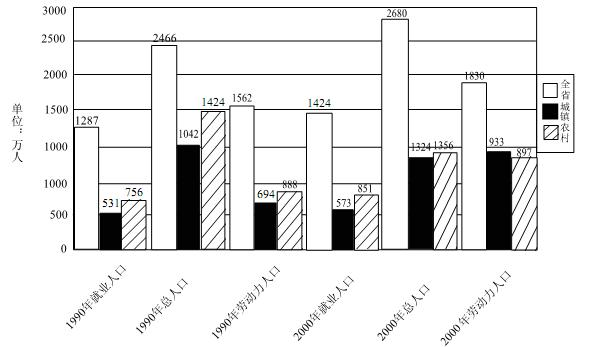 单位：万人
3000
2500
2000
1500
1000
1000
500
0
1287
531
756
2466
1042
1424
1562
694
888
1424
573
851
2680
1324
1356
1830
933
897
全省
城镇
农村
1990年就业人口
1990年总人口
1990年劳动力人口
2000年就业人口
2000年总人口
2000年劳动力人口